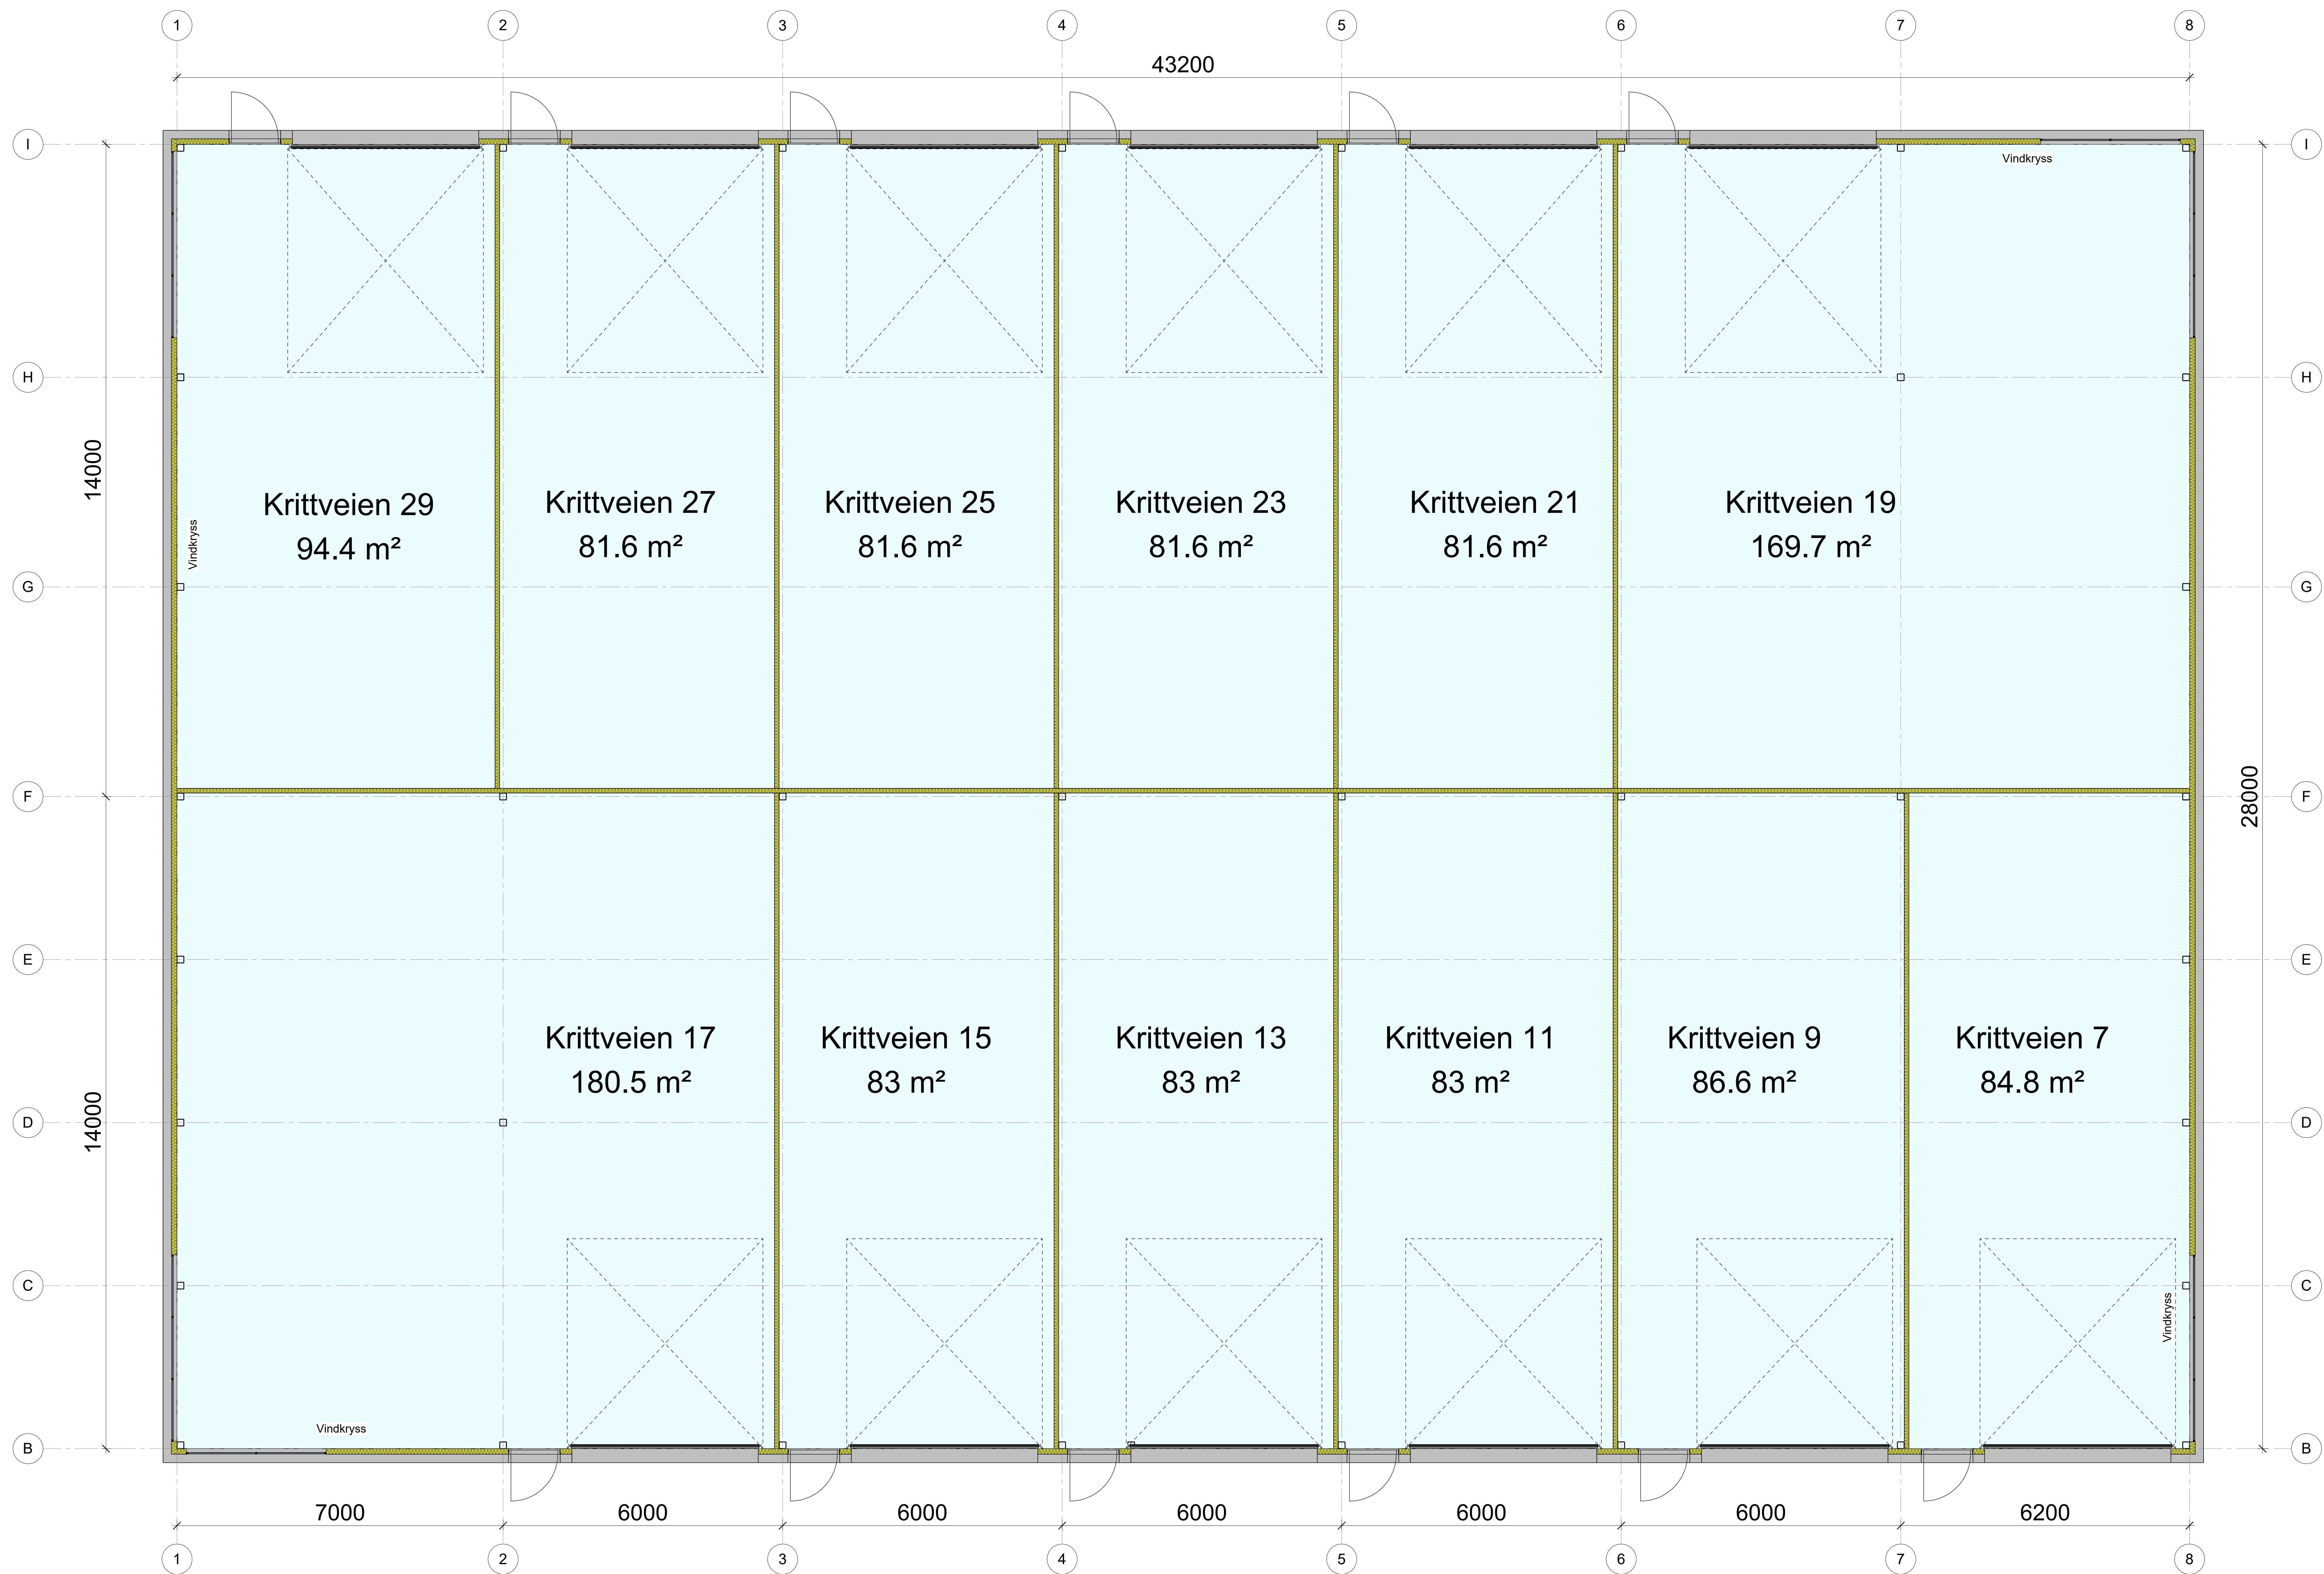 1 2 3 4 5 6 7 8
43200
I I
Vindkryss
H H
14000
Krittveien 29
94.4 m²
Krittveien 27
81.6 m²
Krittveien 25
81.6 m²
Krittveien 23
81.6 m²
Krittveien 21
81.6 m²
Krittveien 19
169.7 m²
Vindkryss
G G
F F
28000
E E
Krittveien 17
180.5 m²
Krittveien 15
83 m²
Krittveien 13
83 m²
Krittveien 11
83 m²
Krittveien 9
86.6 m²
Krittveien 7
84.8 m²
14000
D D
C C
Vindkryss
Vindkryss
B B
7000 6000 6000 6000 6000 6000 6200
1 2 3 4 5 6 7 8